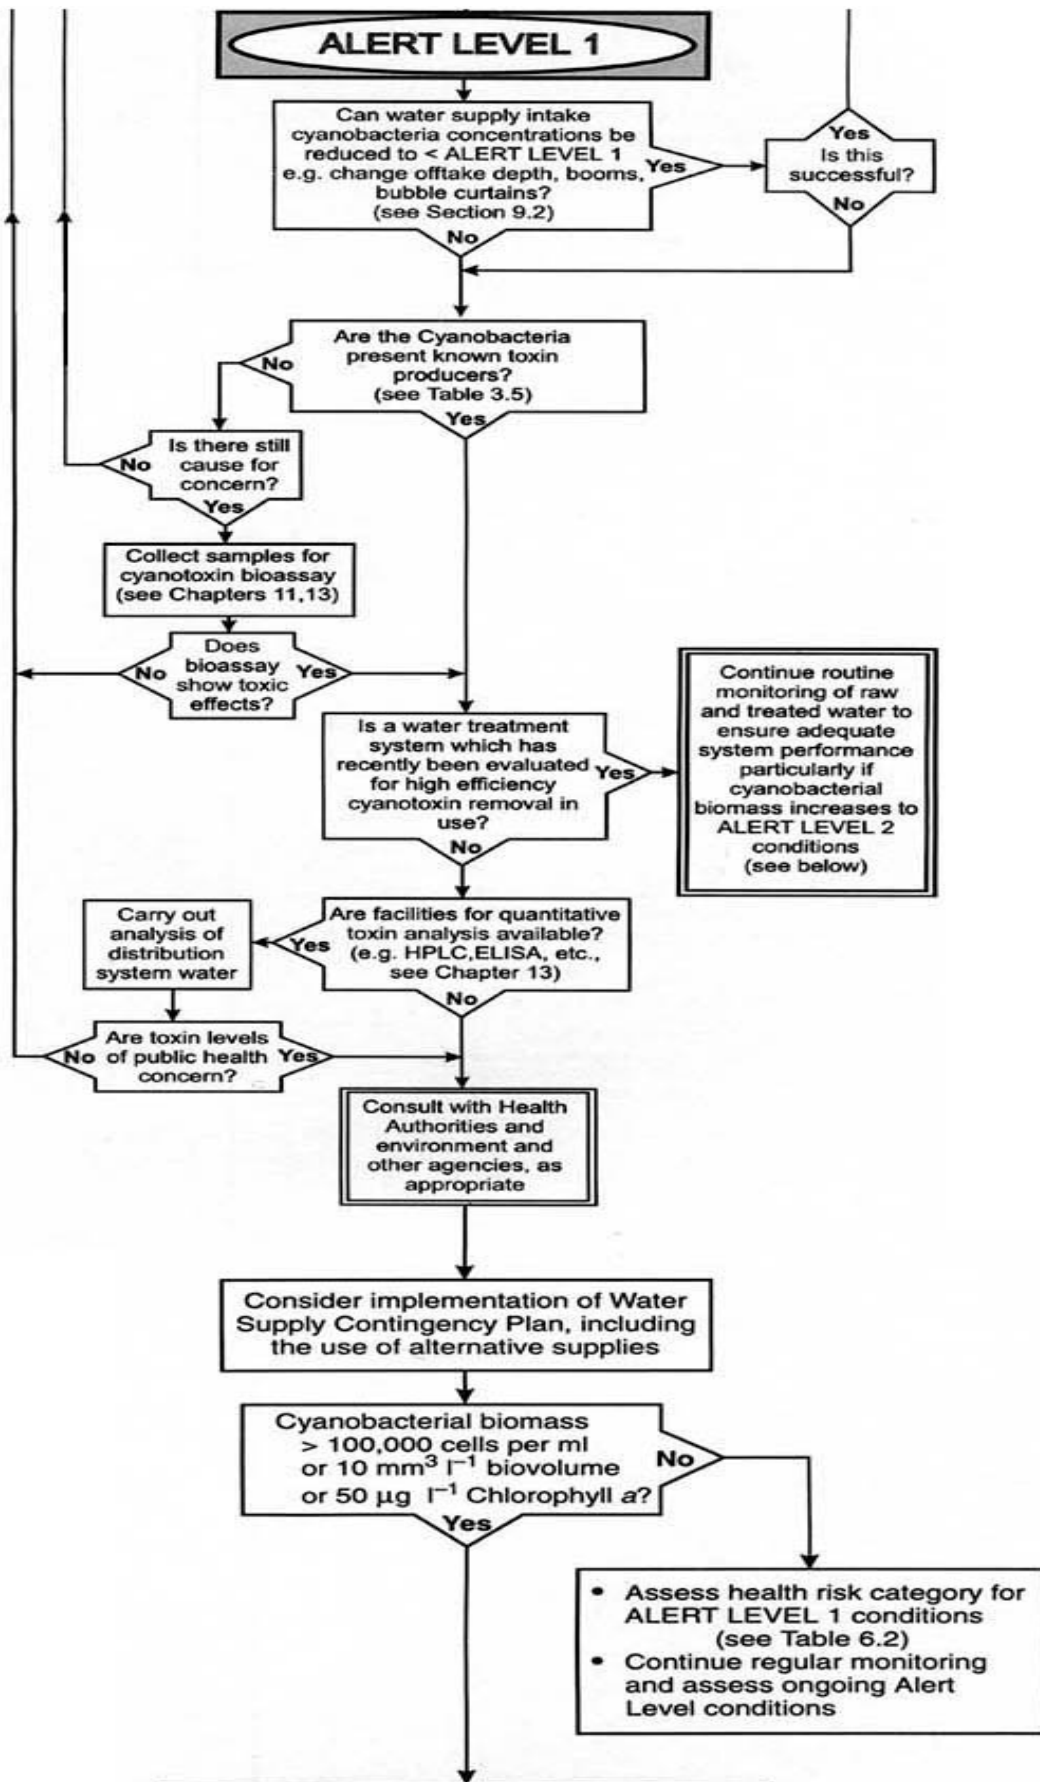 ALERT LEVEL 1
Can water supply intake
cyanobacteria concentrations be
reduced to < ALERT LEVEL 1
e.g. change offtake depth, booms,
bubble curtains?
(see Section 9.2)
Yes
No
Yes
Is this
successful?
No
Are the Cyanobacteria
present known toxin
producers?
(see Table 3.5)
No
Yes
Is there still
cause for
concern?
No
Yes
Collect samples for
cyanotoxin bioassay
(see Chapters 11,13)
Does
bioassay
show toxic
effects?
No
Yes
Is a water treatment
system which has
recently been evaluated
for high efficiency
cyanotoxin removal in
use?
Yes
No
Continue routine
monitoring of raw
and treated water to
ensure adequate
system performance
particularly if
cyanobacterial
biomass increases to
ALERT LEVEL 2
conditions
(see below)
Are facilities for quantitative
toxin analysis available?
(e.g. HPLC,ELISA, etc.,
see Chapter 13)
Yes
No
Carry out
analysis of
distribution
system water
Are toxin levels
of public health
concern?
No
Yes
Consult with Health
Authorities and
environment and
other agencies, as
appropriate
Consider implementation of Water
Supply Contingency Plan, including
the use of alternative supplies
Cyanobacterial biomass
> 100,000 cells per ml
or 10 mm³ l⁻¹ biovolume
or 50 µg l⁻¹ Chlorophyll a?
No
Yes
• Assess health risk category for
ALERT LEVEL 1 conditions
(see Table 6.2)
• Continue regular monitoring
and assess ongoing Alert
Level conditions